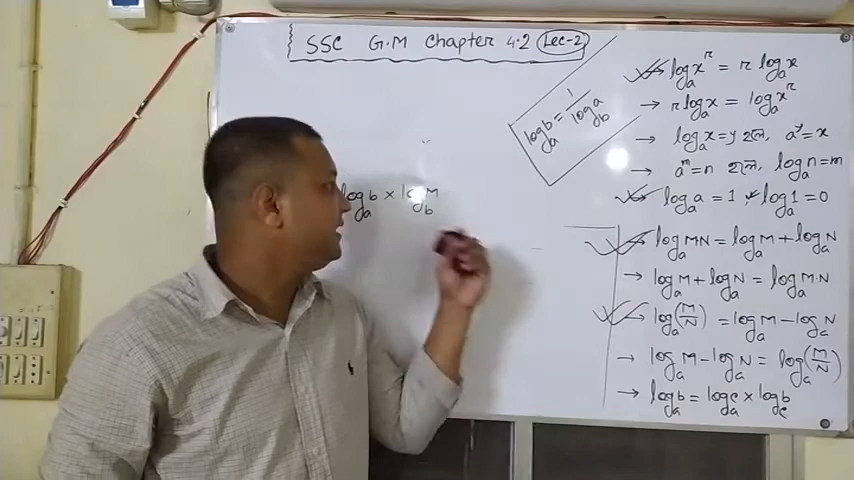 SSC G.M Chapter 4.2 Lec-2
log_a b = 1/log_b a
log_a b × log_b M
log_a x^r = r log_a x
→ r log_a x = log_a x^r
→ log_a x = y হলে, a^y = x
→ a^m = n হলে, log_a n = m
log_a a = 1 log_a 1 = 0
log_a MN = log_a M + log_a N
→ log_a M + log_a N = log_a M·N
log_a (M/N) = log_a M − log_a N
→ log_a M − log_a N = log_a (M/N)
→ log_a b = log_a c × log_c b